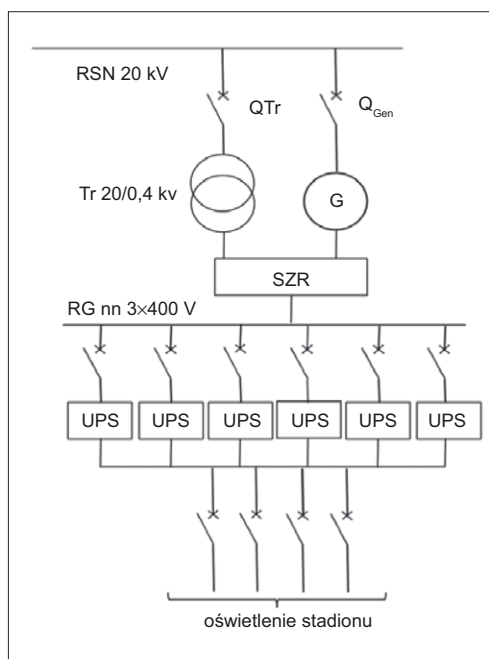 RSN 20 kV
QTr
Q_Gen
Tr 20/0,4 kv
G
SZR
RG nn 3×400 V
UPS UPS UPS UPS UPS UPS
oświetlenie stadionu